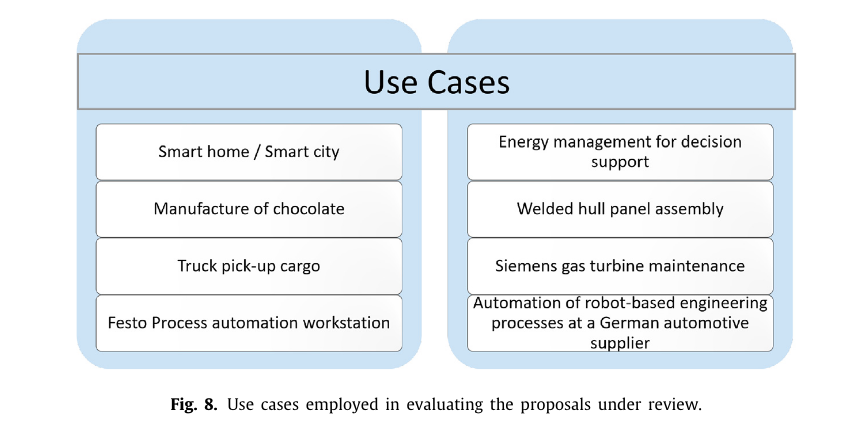 Use Cases
Smart home / Smart city
Manufacture of chocolate
Truck pick-up cargo
Festo Process automation workstation
Energy management for decision
support
Welded hull panel assembly
Siemens gas turbine maintenance
Automation of robot-based engineering
processes at a German automotive
supplier
Fig. 8. Use cases employed in evaluating the proposals under review.